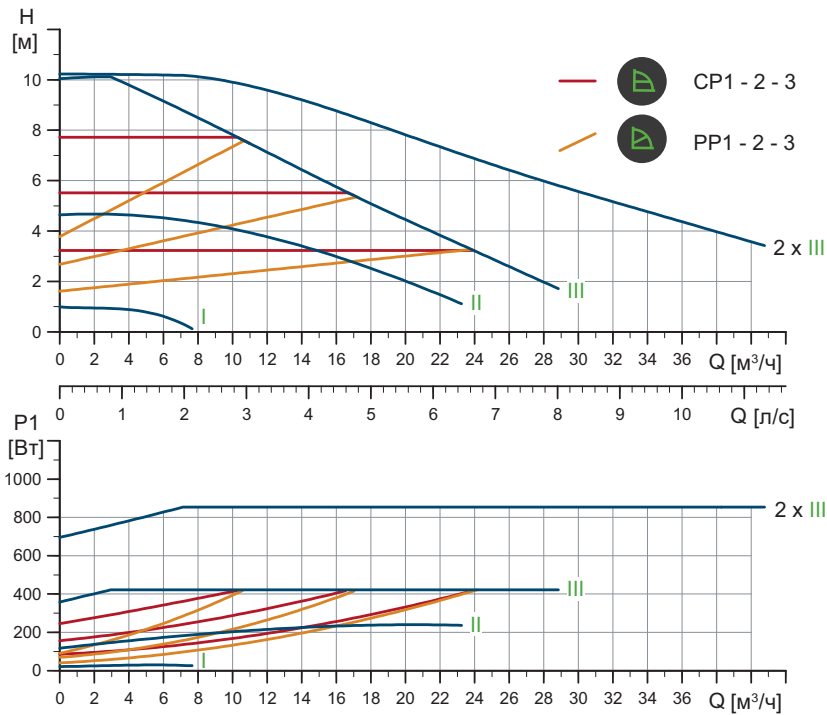 H
[м]
10
8
6
4
2
0
CP1 - 2 - 3
PP1 - 2 - 3
2 x III
III
II
I
0 2 4 6 8 10 12 14 16 18 20 22 24 26 28 30 32 34 36 Q [м³/ч]
0 1 2 3 4 5 6 7 8 9 10 Q [л/с]
P1
[Вт]
1000
800
600
400
200
0
2 x III
III
II
I
0 2 4 6 8 10 12 14 16 18 20 22 24 26 28 30 32 34 36 Q [м³/ч]